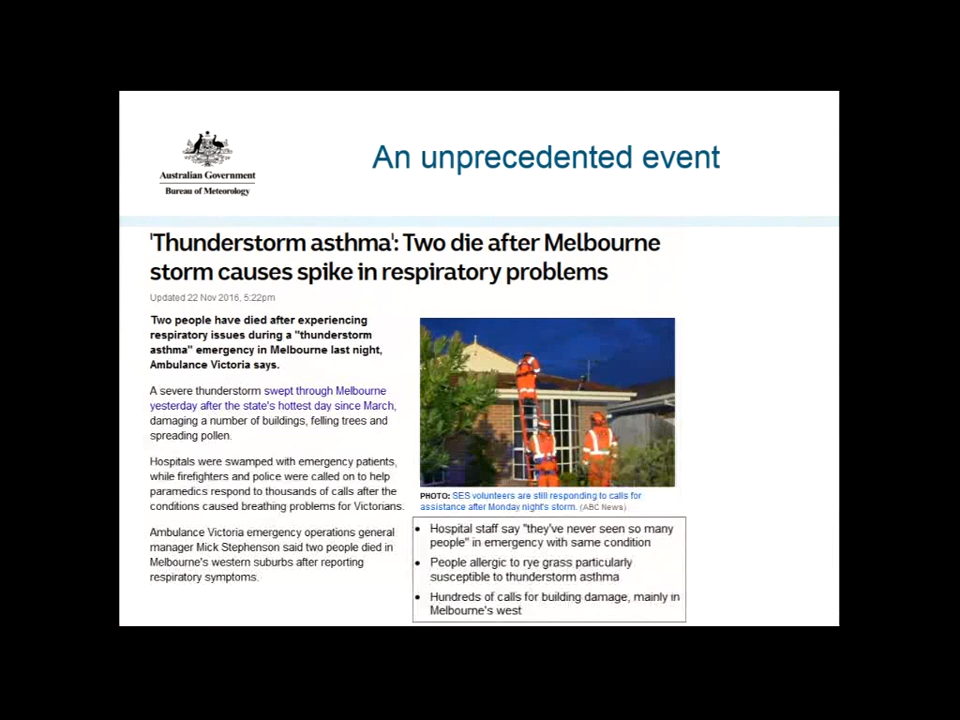 Australian Government
Bureau of Meteorology
An unprecedented event
'Thunderstorm asthma': Two die after Melbourne
storm causes spike in respiratory problems
Updated 22 Nov 2016, 5:22pm
Two people have died after experiencing
respiratory issues during a "thunderstorm
asthma" emergency in Melbourne last night,
Ambulance Victoria says.
A severe thunderstorm swept through Melbourne
yesterday after the state's hottest day since March,
damaging a number of buildings, felling trees and
spreading pollen.
Hospitals were swamped with emergency patients,
while firefighters and police were called on to help
paramedics respond to thousands of calls after the
conditions caused breathing problems for Victorians.
Ambulance Victoria emergency operations general
manager Mick Stephenson said two people died in
Melbourne's western suburbs after reporting
respiratory symptoms.
PHOTO: SES volunteers are still responding to calls for
assistance after Monday night's storm. (ABC News)
• Hospital staff say "they've never seen so many
people" in emergency with same condition
• People allergic to rye grass particularly
susceptible to thunderstorm asthma
• Hundreds of calls for building damage, mainly in
Melbourne's west